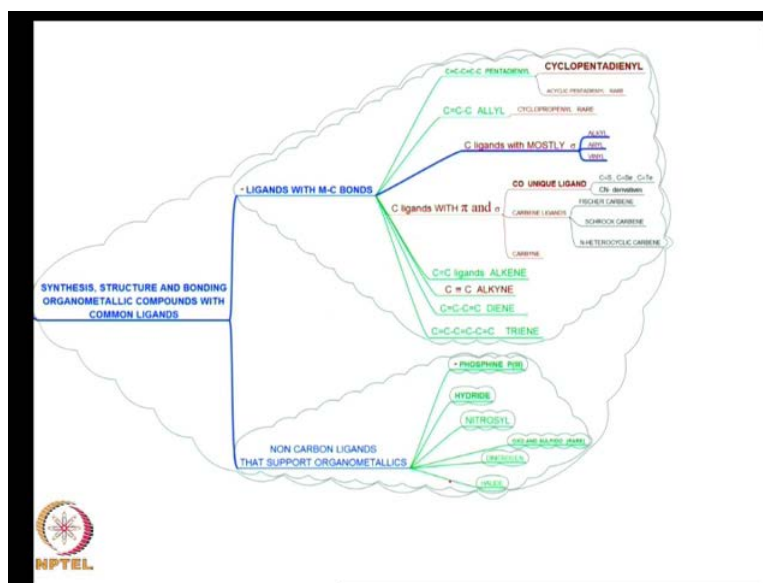 C=C-C=C-C PENTADIENYL
CYCLOPENTADIENYL
ACYCLIC PENTADIENYL RARE
C=C-C ALLYL
CYCLOPROPENYL RARE
C ligands with MOSTLY σ
ALKYL
ARYL
VINYL
LIGANDS WITH M-C BONDS
C ligands WITH π and σ
CO UNIQUE LIGAND
C=S, C=Se, C=Te
CN- derivatives
CARBENE LIGANDS
FISCHER CARBENE
SCHROCK CARBENE
N-HETEROCYCLIC CARBENE
CARBYNE
C=C ligands ALKENE
C ≡ C ALKYNE
C=C-C=C DIENE
C=C-C=C-C=C TRIENE
SYNTHESIS, STRUCTURE AND BONDING
ORGANOMETALLIC COMPOUNDS WITH
COMMON LIGANDS
NON CARBON LIGANDS
THAT SUPPORT ORGANOMETALLICS
PHOSPHINE P(III)
HYDRIDE
NITROSYL
OXO AND SULFIDO (RARE)
DINITROGEN
HALIDE
NPTEL